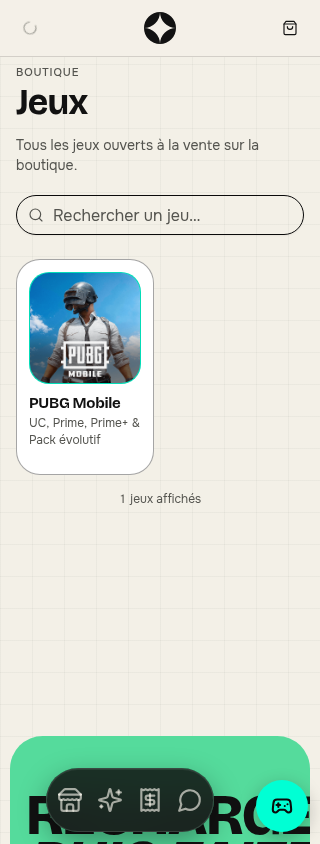 BOUTIQUE
Jeux
Tous les jeux ouverts à la vente sur la
boutique.
Rechercher un jeu...
PUBG
MOBILE
PUBG Mobile
UC, Prime, Prime+ &
Pack évolutif
1 jeux affichés